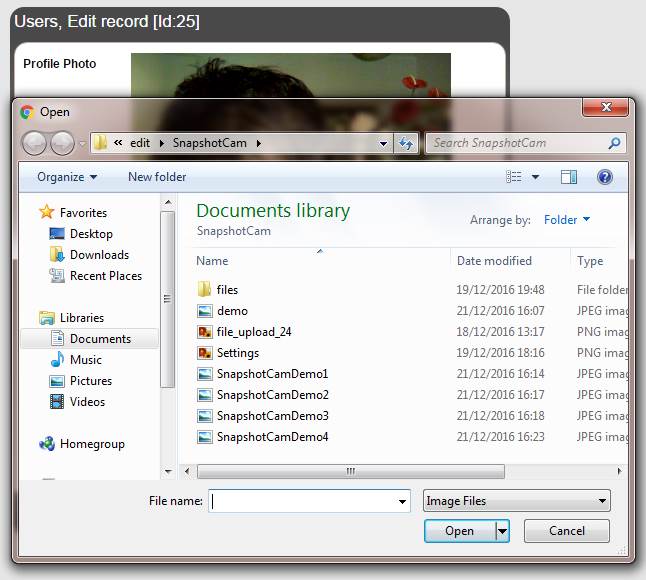 Users, Edit record [Id:25]
Profile Photo
Open
« edit SnapshotCam
Search SnapshotCam
Organize
New folder
Favorites
Desktop
Downloads
Recent Places
Libraries
Documents
Music
Pictures
Videos
Homegroup
Documents library
SnapshotCam
Arrange by: Folder
Name Date modified Type
files 19/12/2016 19:48 File folder
demo 21/12/2016 16:07 JPEG imag
file_upload_24 18/12/2016 13:17 PNG imag
Settings 19/12/2016 18:16 PNG imag
SnapshotCamDemo1 21/12/2016 16:14 JPEG imag
SnapshotCamDemo2 21/12/2016 16:17 JPEG imag
SnapshotCamDemo3 21/12/2016 16:18 JPEG imag
SnapshotCamDemo4 21/12/2016 16:23 JPEG imag
File name:
Image Files
Open
Cancel